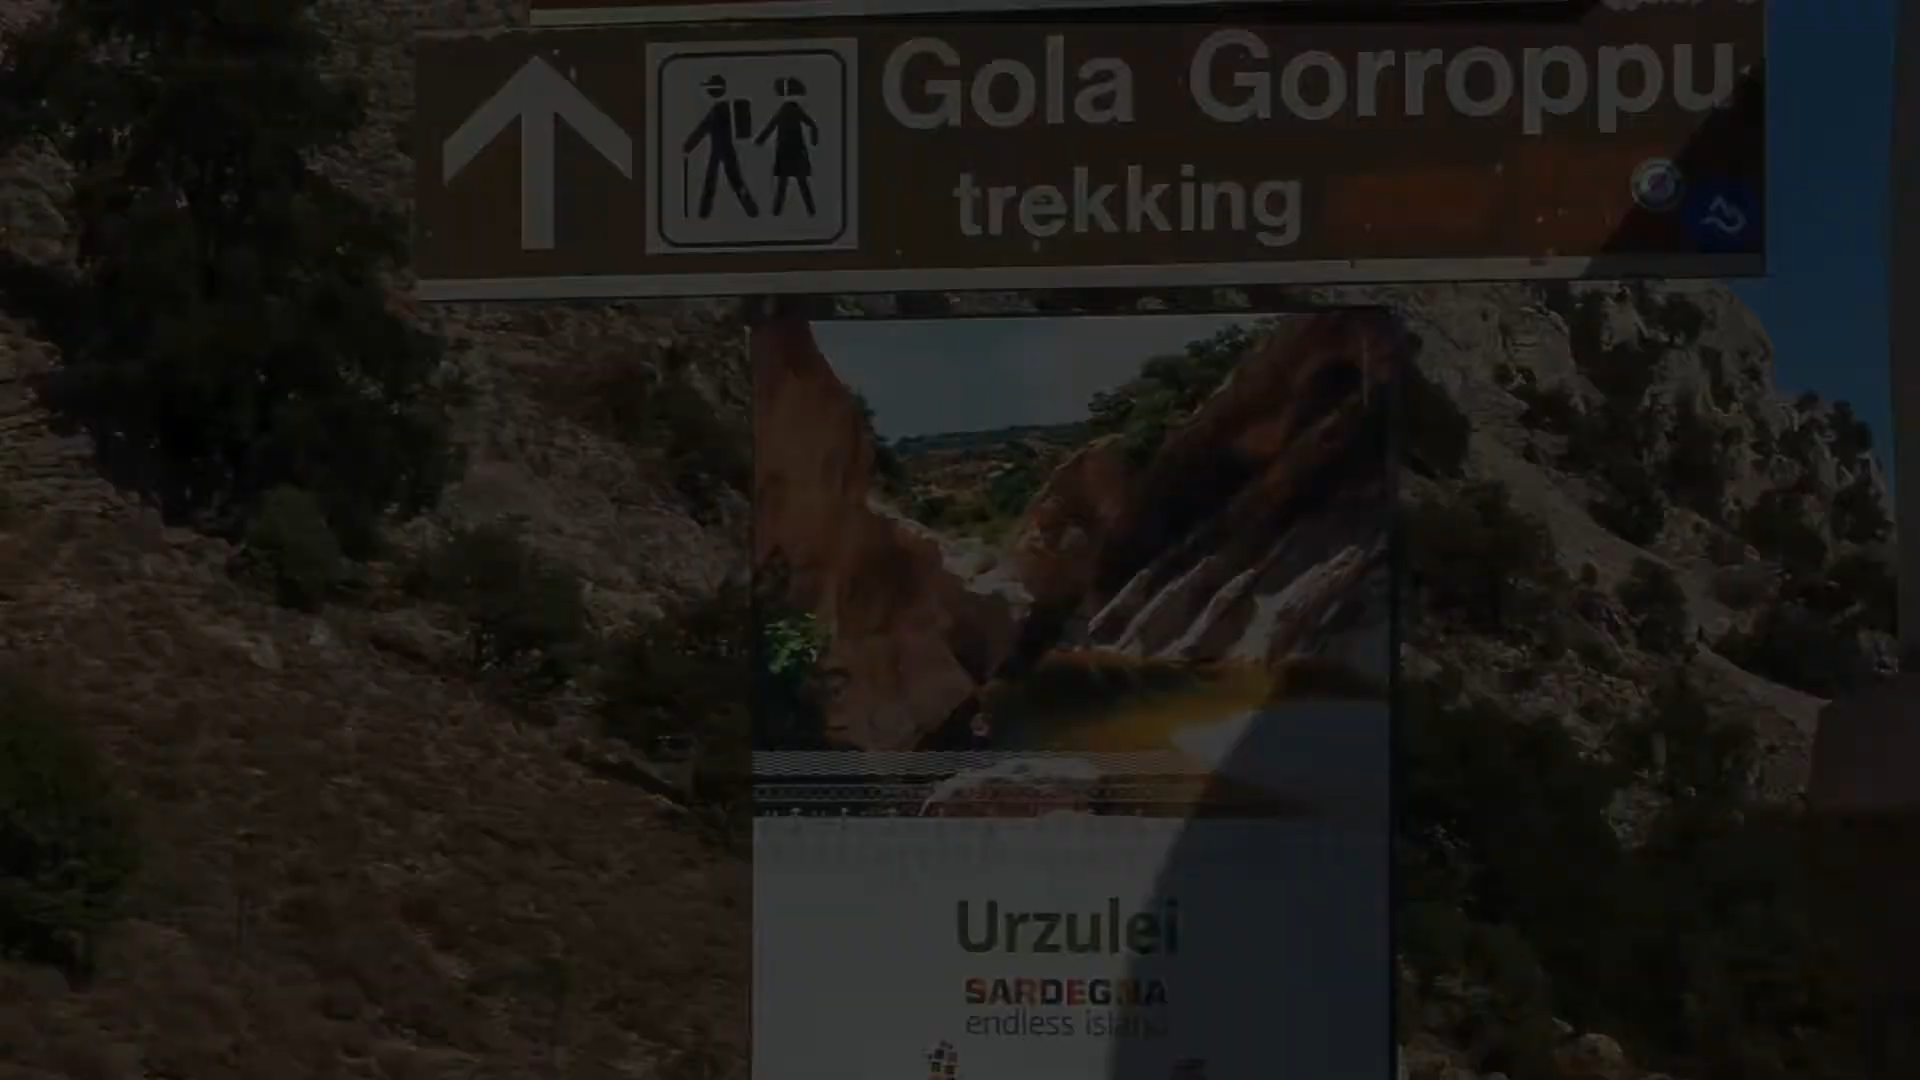 Gola Gorroppu
trekking
Urzulei
SARDEGNA
endless island